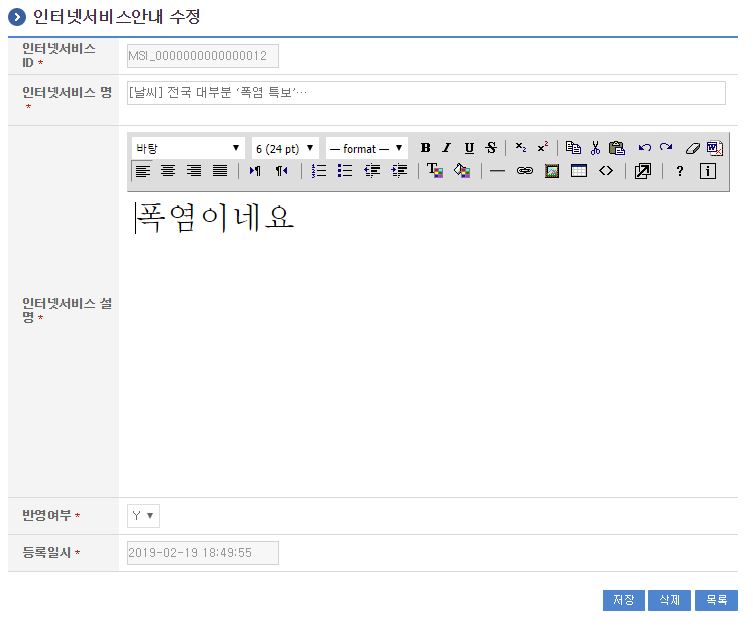 인터넷서비스안내 수정
인터넷서비스 ID *
MSI_0000000000000012
인터넷서비스 명 *
[날씨] 전국 대부분 '폭염 특보'…
인터넷서비스 설명 *
바탕 ▼ 6 (24 pt) ▼ — format — ▼ B I U S x₂ x² W
? i
폭염이네요
반영여부 *
Y ▼
등록일시 *
2019-02-19 18:49:55
저장 삭제 목록